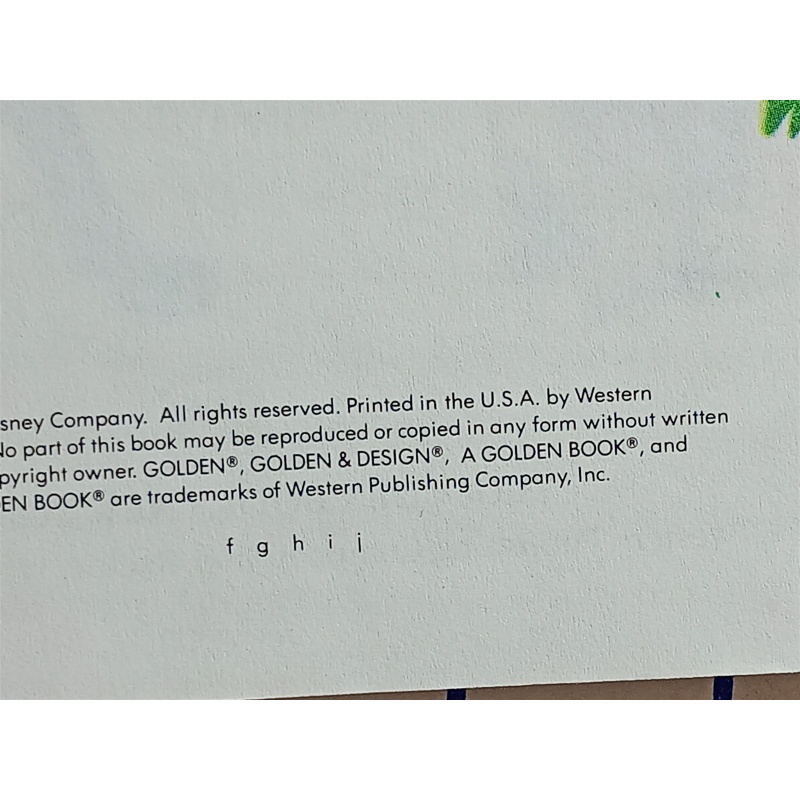 sney Company. All rights reserved. Printed in the U.S.A. by Western
No part of this book may be reproduced or copied in any form without written
pyright owner. GOLDEN®, GOLDEN & DESIGN®, A GOLDEN BOOK®, and
EN BOOK® are trademarks of Western Publishing Company, Inc.
f g h i j